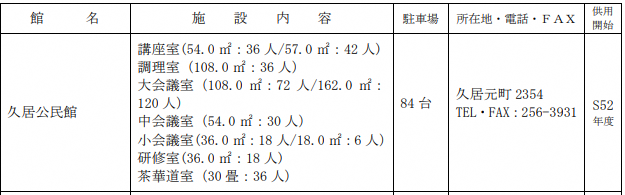 館　　名
施　設　内　容
駐車場
所在地・電話・ＦＡＸ
供用
開始
久居公民館
講座室(54.0 ㎡：36 人/57.0 ㎡：42 人)
調理室（108.0 ㎡：36 人）
大会議室（108.0 ㎡：72 人/162.0 ㎡：
120 人）
中会議室（54.0 ㎡：30 人）
小会議室(36.0 ㎡：18 人/18.0 ㎡：6 人)
研修室(36.0 ㎡：18 人)
茶華道室（30 畳：36 人）
84 台
久居元町 2354
TEL・FAX：256-3931
S52
年度